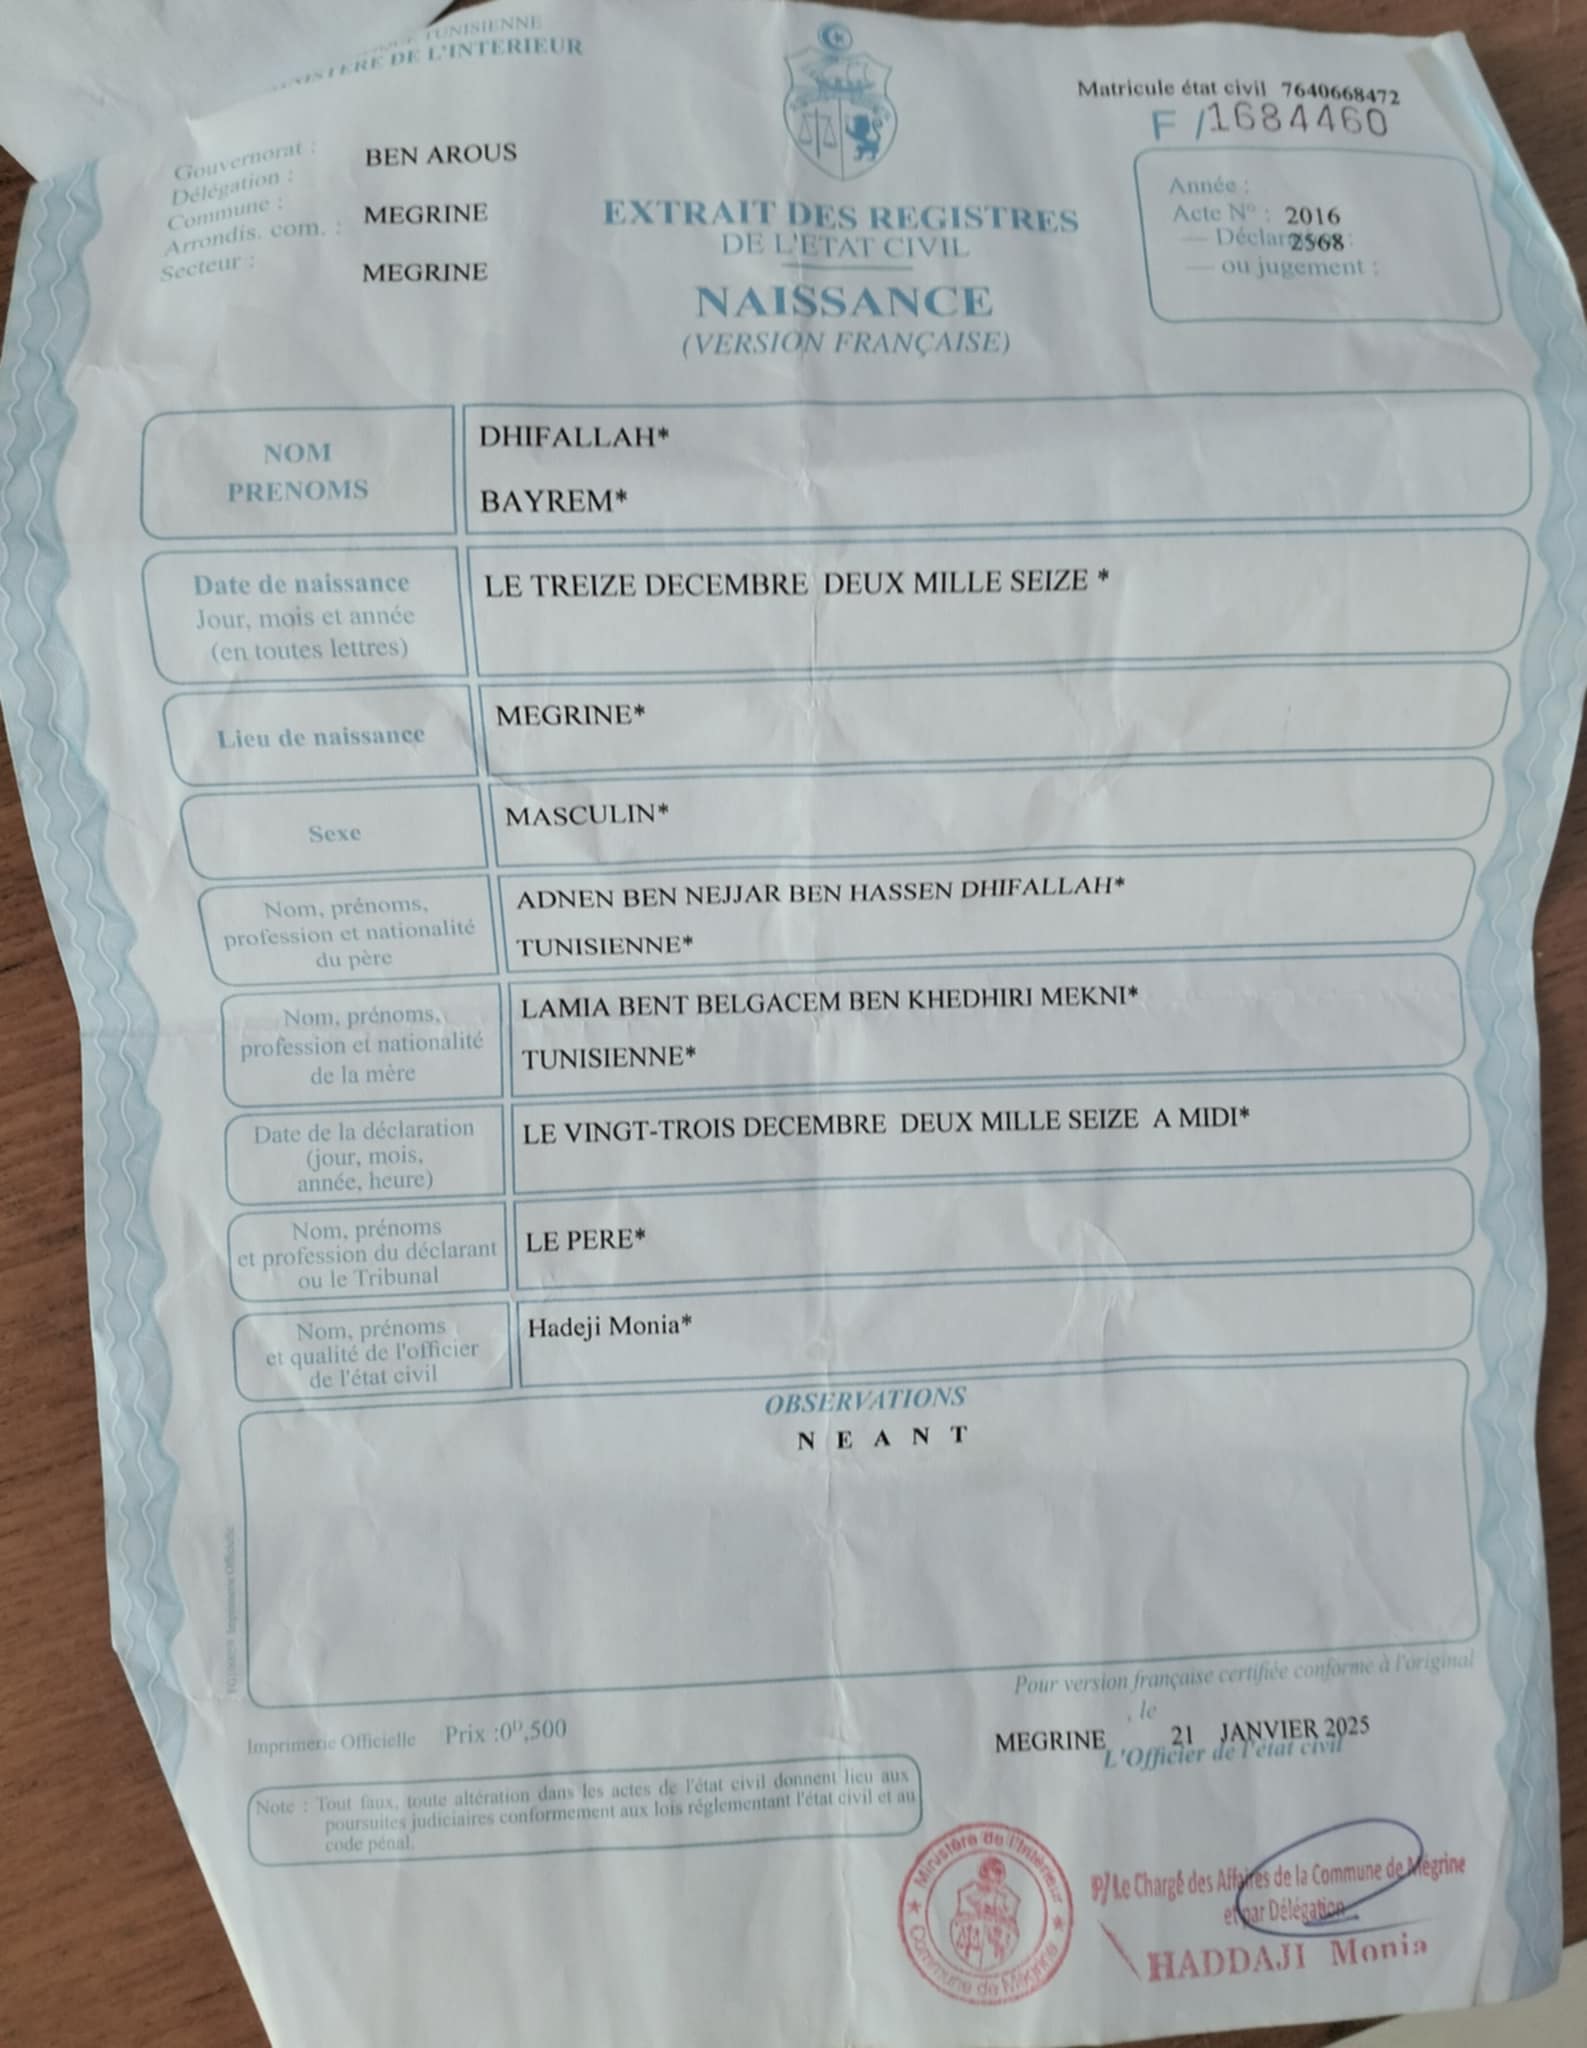 TUNISIENNE
MINISTERE DE L'INTERIEUR
Matricule état civil 7640668472
F /1684460
Gouvernorat : BEN AROUS
Délégation :
Commune : MEGRINE
Arrondis. com. :
Secteur : MEGRINE
EXTRAIT DES REGISTRES
DE L'ETAT CIVIL
NAISSANCE
(VERSION FRANÇAISE)
Année :
Acte N° : 2016
— 2568
— ou jugement :
NOM
PRENOMS
DHIFALLAH*
BAYREM*
Date de naissance
Jour, mois et année
(en toutes lettres)
LE TREIZE DECEMBRE DEUX MILLE SEIZE *
Lieu de naissance
MEGRINE*
Sexe
MASCULIN*
Nom, prénoms,
profession et nationalité
du père
ADNEN BEN NEJJAR BEN HASSEN DHIFALLAH*
TUNISIENNE*
Nom, prénoms,
profession et nationalité
de la mère
LAMIA BENT BELGACEM BEN KHEDHIRI MEKNI*
TUNISIENNE*
Date de la déclaration
(jour, mois,
année, heure)
LE VINGT-TROIS DECEMBRE DEUX MILLE SEIZE A MIDI*
Nom, prénoms
et profession du déclarant
ou le Tribunal
LE PERE*
Nom, prénoms
et qualité de l'officier
de l'état civil
Hadeji Monia*
OBSERVATIONS
N E A N T
Pour version française certifiée conforme à l'original
, le
MEGRINE 21 JANVIER 2025
L'Officier de l'état civil
Imprimerie Officielle Prix :0D,500
Note : Tout faux, toute altération dans les actes de l'état civil donnent lieu aux
poursuites judiciaires conformement aux lois réglementant l'état civil et au
code pénal.
Ministère de l'Intérieur
Commune de Mégrine
P/ Le Chargé des Affaires de la Commune de Mégrine
et par Délégation
HADDAJI Monia